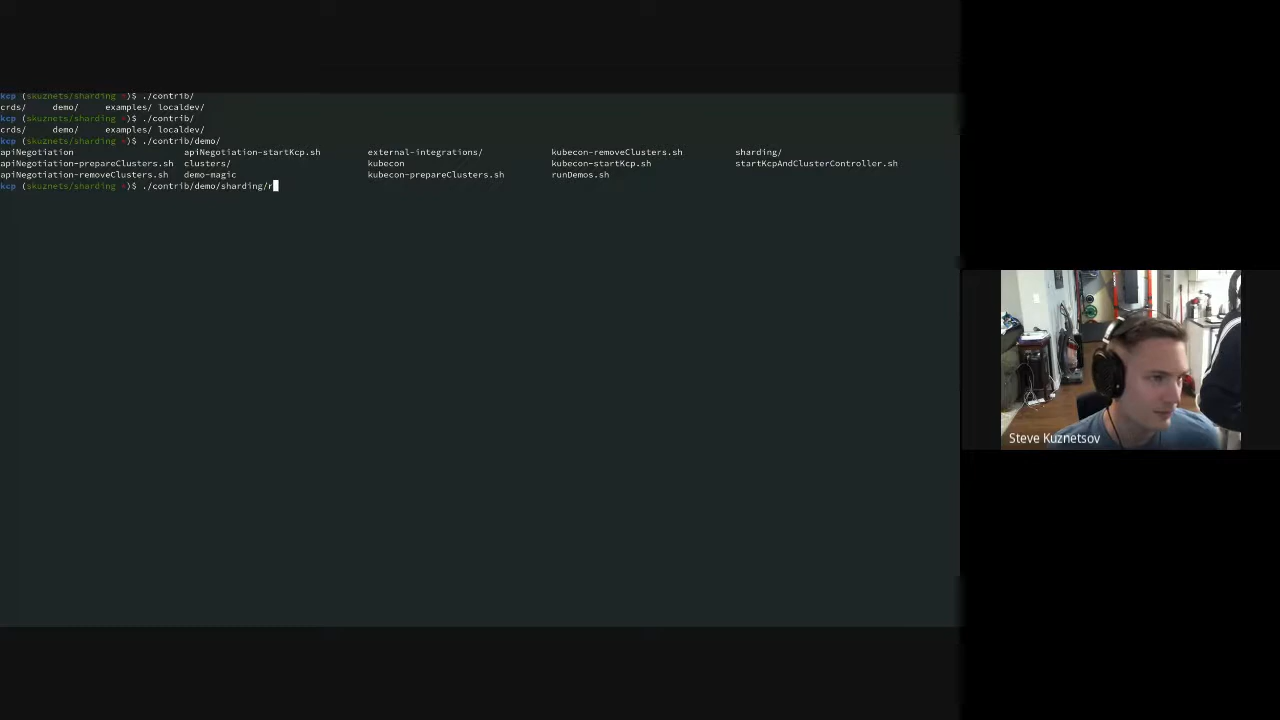 kcp (skuznets/sharding *)$ ./contrib/
crds/ demo/ examples/ localdev/
kcp (skuznets/sharding *)$ ./contrib/
crds/ demo/ examples/ localdev/
kcp (skuznets/sharding *)$ ./contrib/demo/
apiNegotiation apiNegotiation-startKcp.sh external-integrations/ kubecon-removeClusters.sh sharding/
apiNegotiation-prepareClusters.sh clusters/ kubecon kubecon-startKcp.sh startKcpAndClusterController.sh
apiNegotiation-removeClusters.sh demo-magic kubecon-prepareClusters.sh runDemos.sh
kcp (skuznets/sharding *)$ ./contrib/demo/sharding/r
Steve Kuznetsov